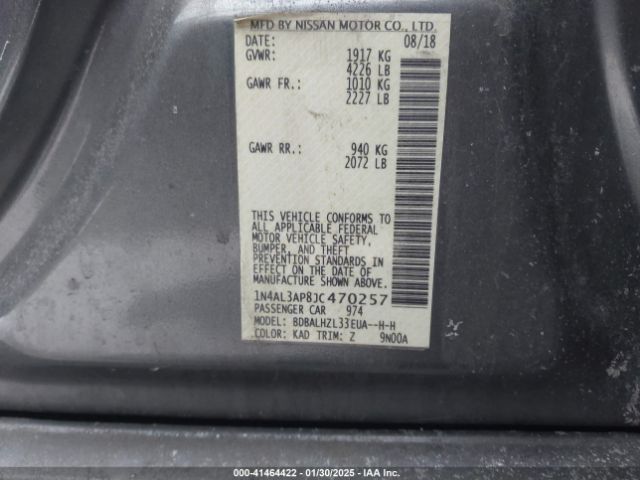 MFD BY NISSAN MOTOR CO., LTD.
DATE: 08/18
GVWR: 1917 KG
4226 LB
GAWR FR.: 1010 KG
2227 LB
GAWR RR.: 940 KG
2072 LB
THIS VEHICLE CONFORMS TO
ALL APPLICABLE FEDERAL
MOTOR VEHICLE SAFETY,
BUMPER, AND THEFT
PREVENTION STANDARDS IN
EFFECT ON THE DATE OF
MANUFACTURE SHOWN ABOVE.
1N4AL3AP8JC470257
PASSENGER CAR 974
MODEL: BDBALHZL33EUA--H-H
COLOR: KAD TRIM: Z 9N00A
000-41464422 - 01/30/2025 - IAA Inc.